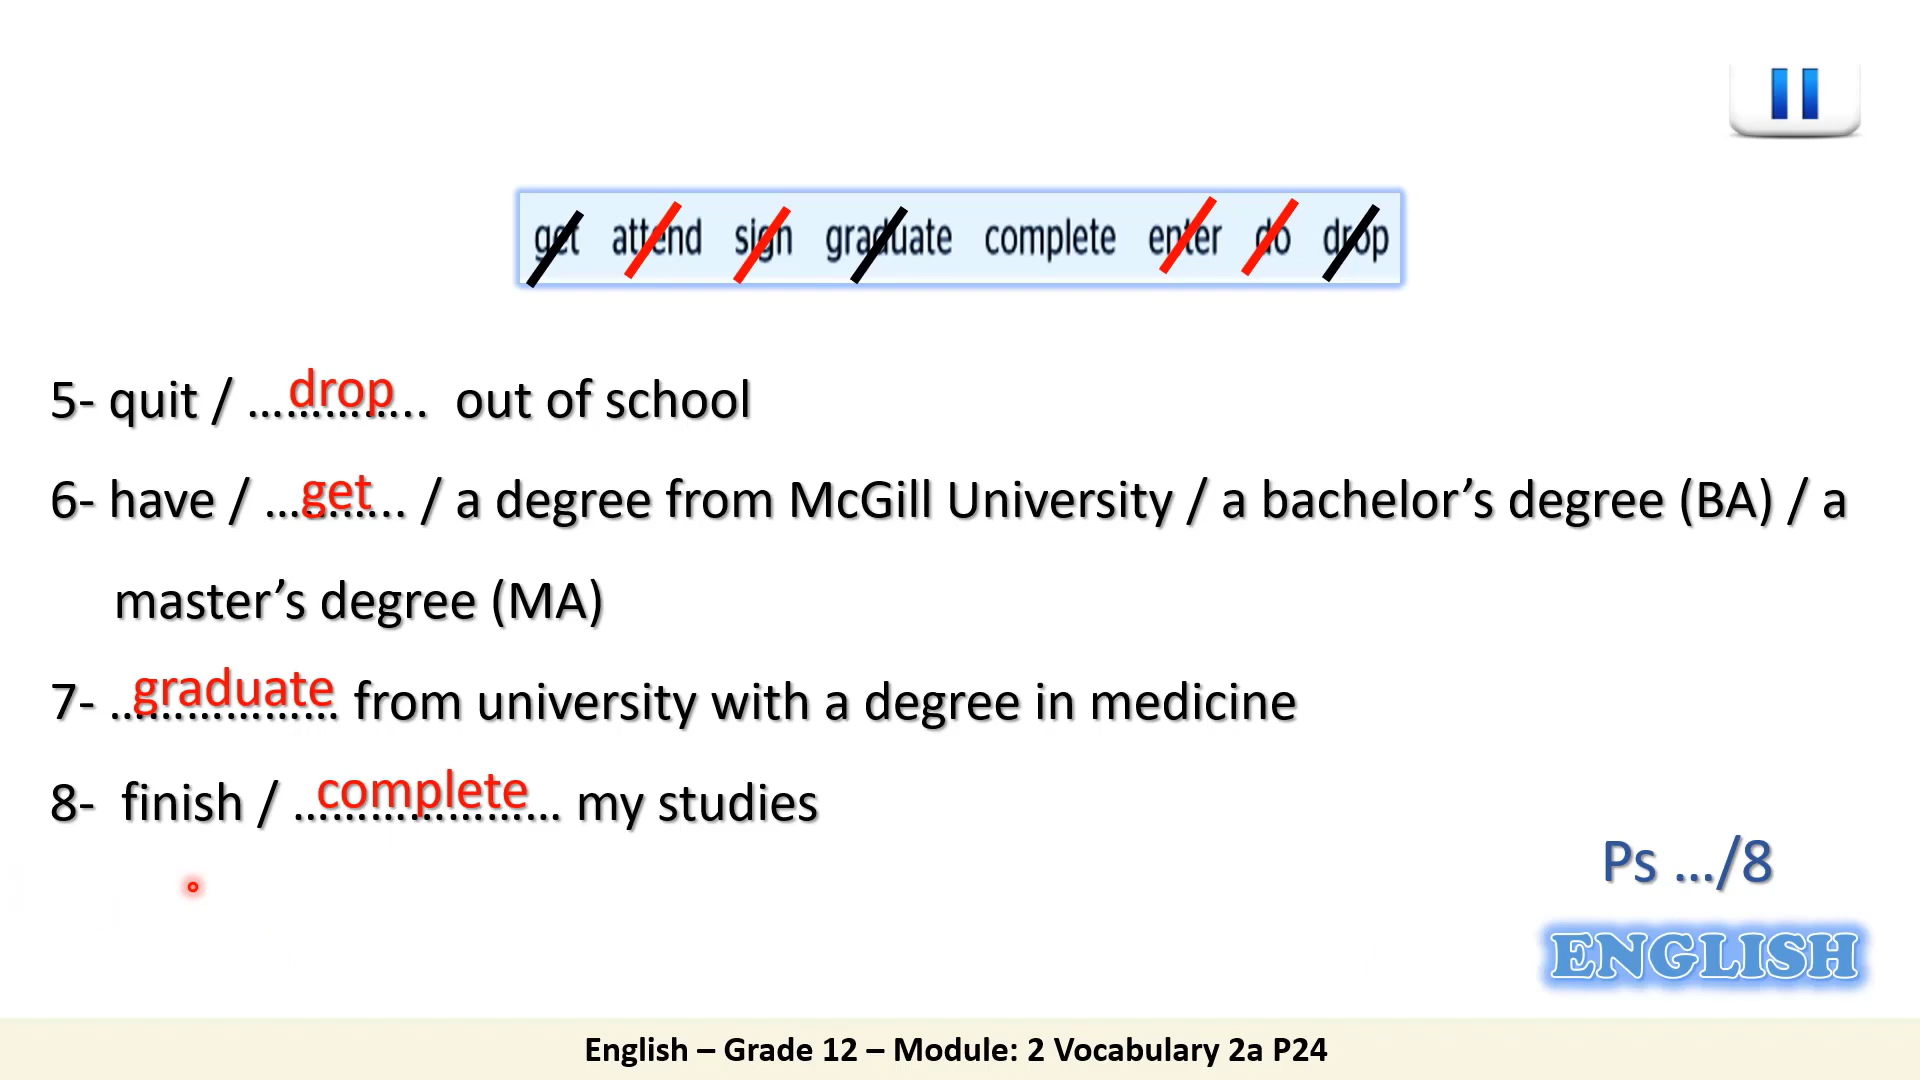 get attend sign graduate complete enter do drop
5- quit / ………….. drop out of school
6- have / ……….. get / a degree from McGill University / a bachelor’s degree (BA) / a
master’s degree (MA)
7- ……………… graduate from university with a degree in medicine
8- finish / ………………… complete my studies
Ps …/8
ENGLISH
English – Grade 12 – Module: 2 Vocabulary 2a P24